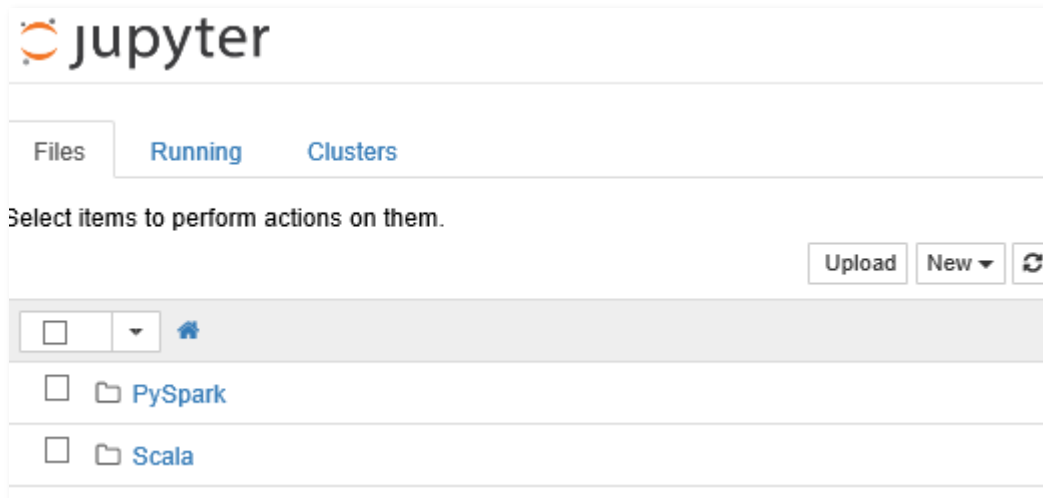 jupyter
Files Running Clusters
Select items to perform actions on them.
Upload New
PySpark
Scala